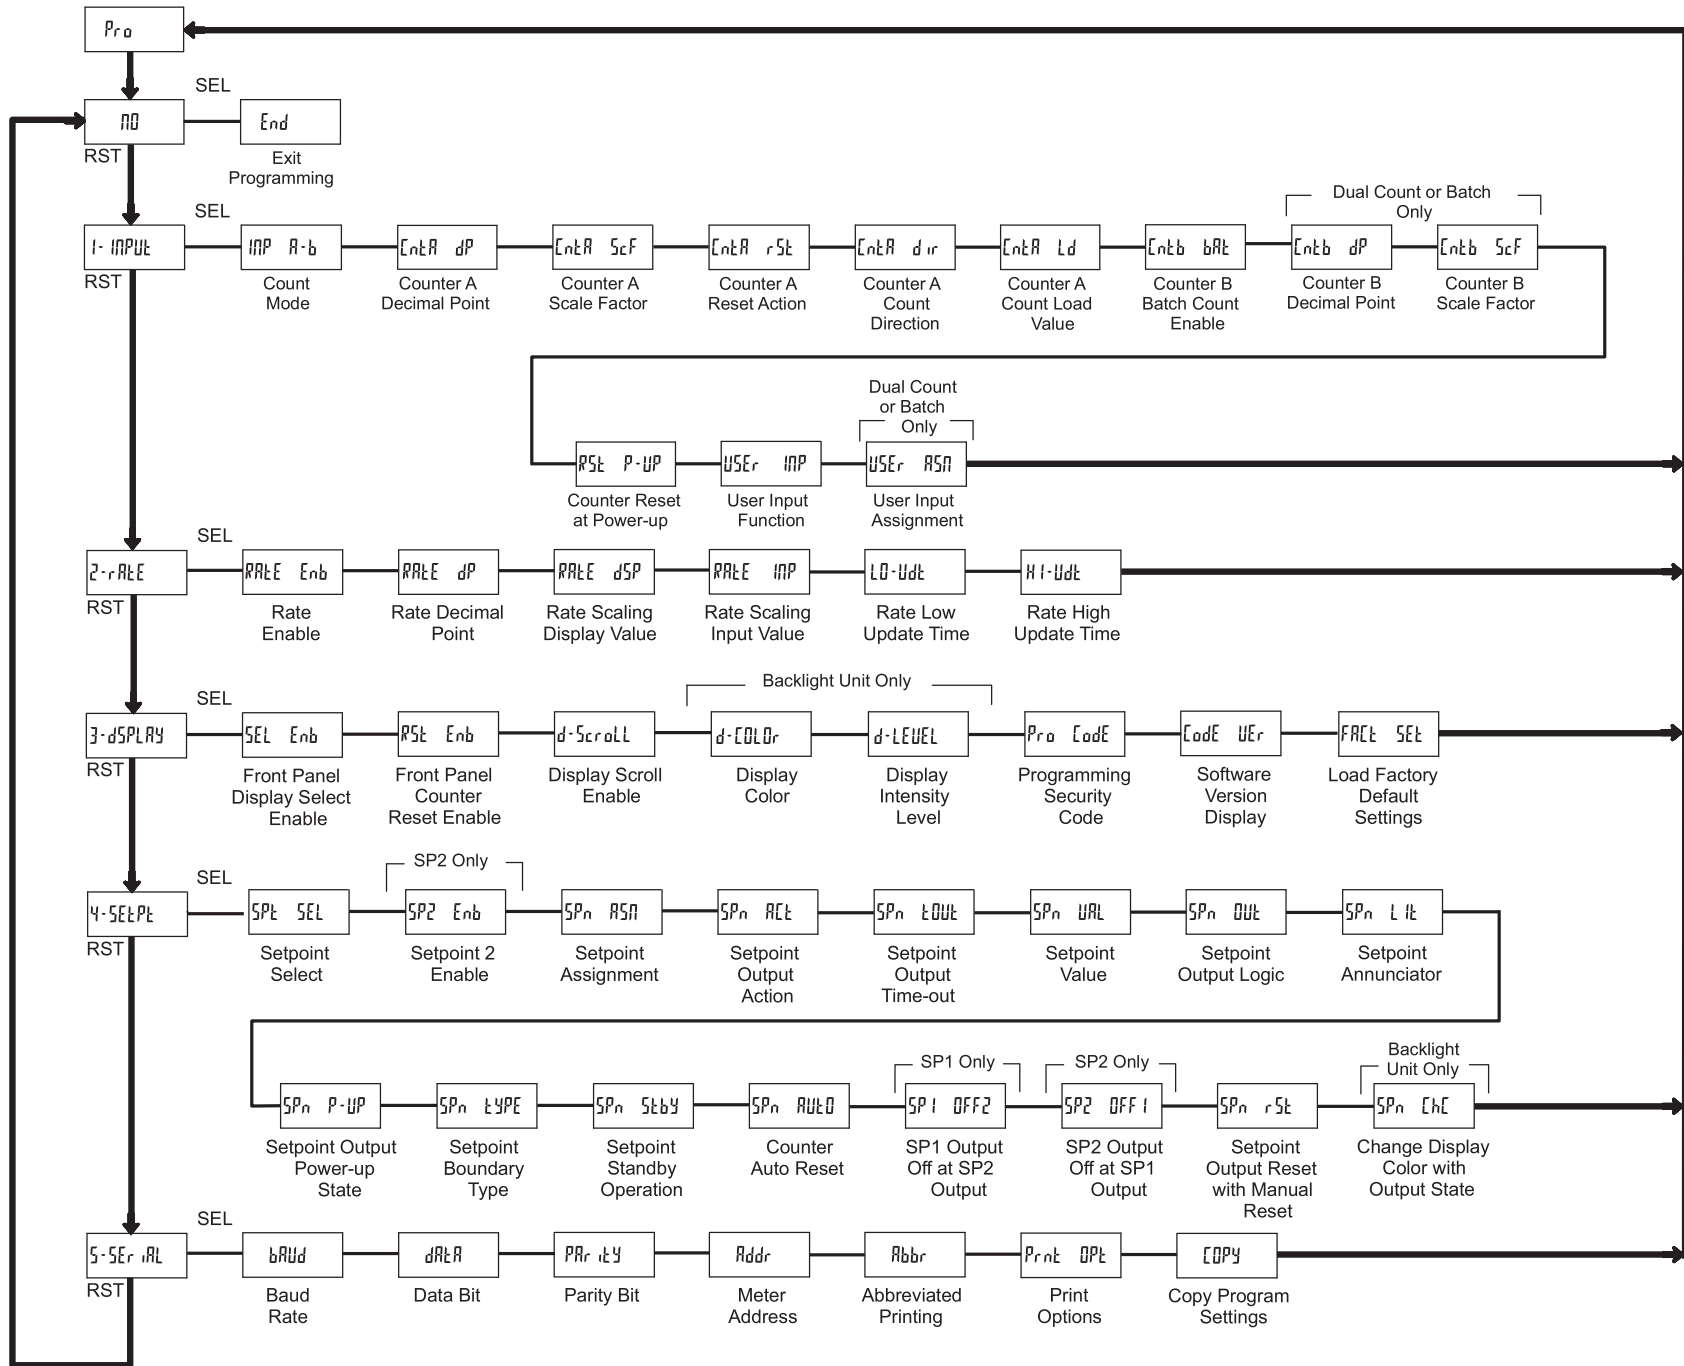 Pro
SEL
NO
End
RST
Exit
Programming
SEL
Dual Count or Batch
Only
1-INPUt
INP A-b
CntA dP
CntA ScF
CntA rSt
CntA dir
CntA Ld
Cntb bAt
Cntb dP
Cntb ScF
RST
Count
Mode
Counter A
Decimal Point
Counter A
Scale Factor
Counter A
Reset Action
Counter A
Count
Direction
Counter A
Count Load
Value
Counter B
Batch Count
Enable
Counter B
Decimal Point
Counter B
Scale Factor
Dual Count
or Batch
Only
RSt P-UP
USEr INP
USEr ASN
Counter Reset
at Power-up
User Input
Function
User Input
Assignment
SEL
2-rAtE
RAtE Enb
RAtE dP
RAtE dSP
RAtE INP
LO-Udt
HI-Udt
RST
Rate
Enable
Rate Decimal
Point
Rate Scaling
Display Value
Rate Scaling
Input Value
Rate Low
Update Time
Rate High
Update Time
SEL
Backlight Unit Only
3-dSPLAY
SEL Enb
RSt Enb
d-ScroLL
d-COLOr
d-LEVEL
Pro CodE
CodE VEr
FACt SEt
RST
Front Panel
Display Select
Enable
Front Panel
Counter
Reset Enable
Display Scroll
Enable
Display
Color
Display
Intensity
Level
Programming
Security
Code
Software
Version
Display
Load Factory
Default
Settings
SEL
SP2 Only
4-SEtPt
SPt SEL
SP2 Enb
SPn ASN
SPn ACt
SPn tOUt
SPn VAL
SPn OUt
SPn LIt
RST
Setpoint
Select
Setpoint 2
Enable
Setpoint
Assignment
Setpoint
Output
Action
Setpoint
Output
Time-out
Setpoint
Value
Setpoint
Output Logic
Setpoint
Annunciator
SP1 Only
SP2 Only
Backlight
Unit Only
SPn P-UP
SPn tYPE
SPn StbY
SPn AUtO
SP1 OFF2
SP2 OFF1
SPn rSt
SPn ChC
Setpoint Output
Power-up
State
Setpoint
Boundary
Type
Setpoint
Standby
Operation
Counter
Auto Reset
SP1 Output
Off at SP2
Output
SP2 Output
Off at SP1
Output
Setpoint
Output Reset
with Manual
Reset
Change Display
Color with
Output State
SEL
5-SEriAL
bAUd
dAtA
PAritY
Addr
Abbr
Prnt OPt
COPY
RST
Baud
Rate
Data Bit
Parity Bit
Meter
Address
Abbreviated
Printing
Print
Options
Copy Program
Settings